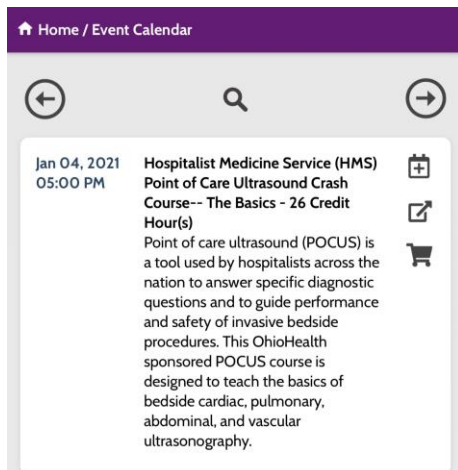 Home / Event Calendar
Jan 04, 2021
05:00 PM
Hospitalist Medicine Service (HMS)
Point of Care Ultrasound Crash
Course-- The Basics - 26 Credit
Hour(s)
Point of care ultrasound (POCUS) is
a tool used by hospitalists across the
nation to answer specific diagnostic
questions and to guide performance
and safety of invasive bedside
procedures. This OhioHealth
sponsored POCUS course is
designed to teach the basics of
bedside cardiac, pulmonary,
abdominal, and vascular
ultrasonography.